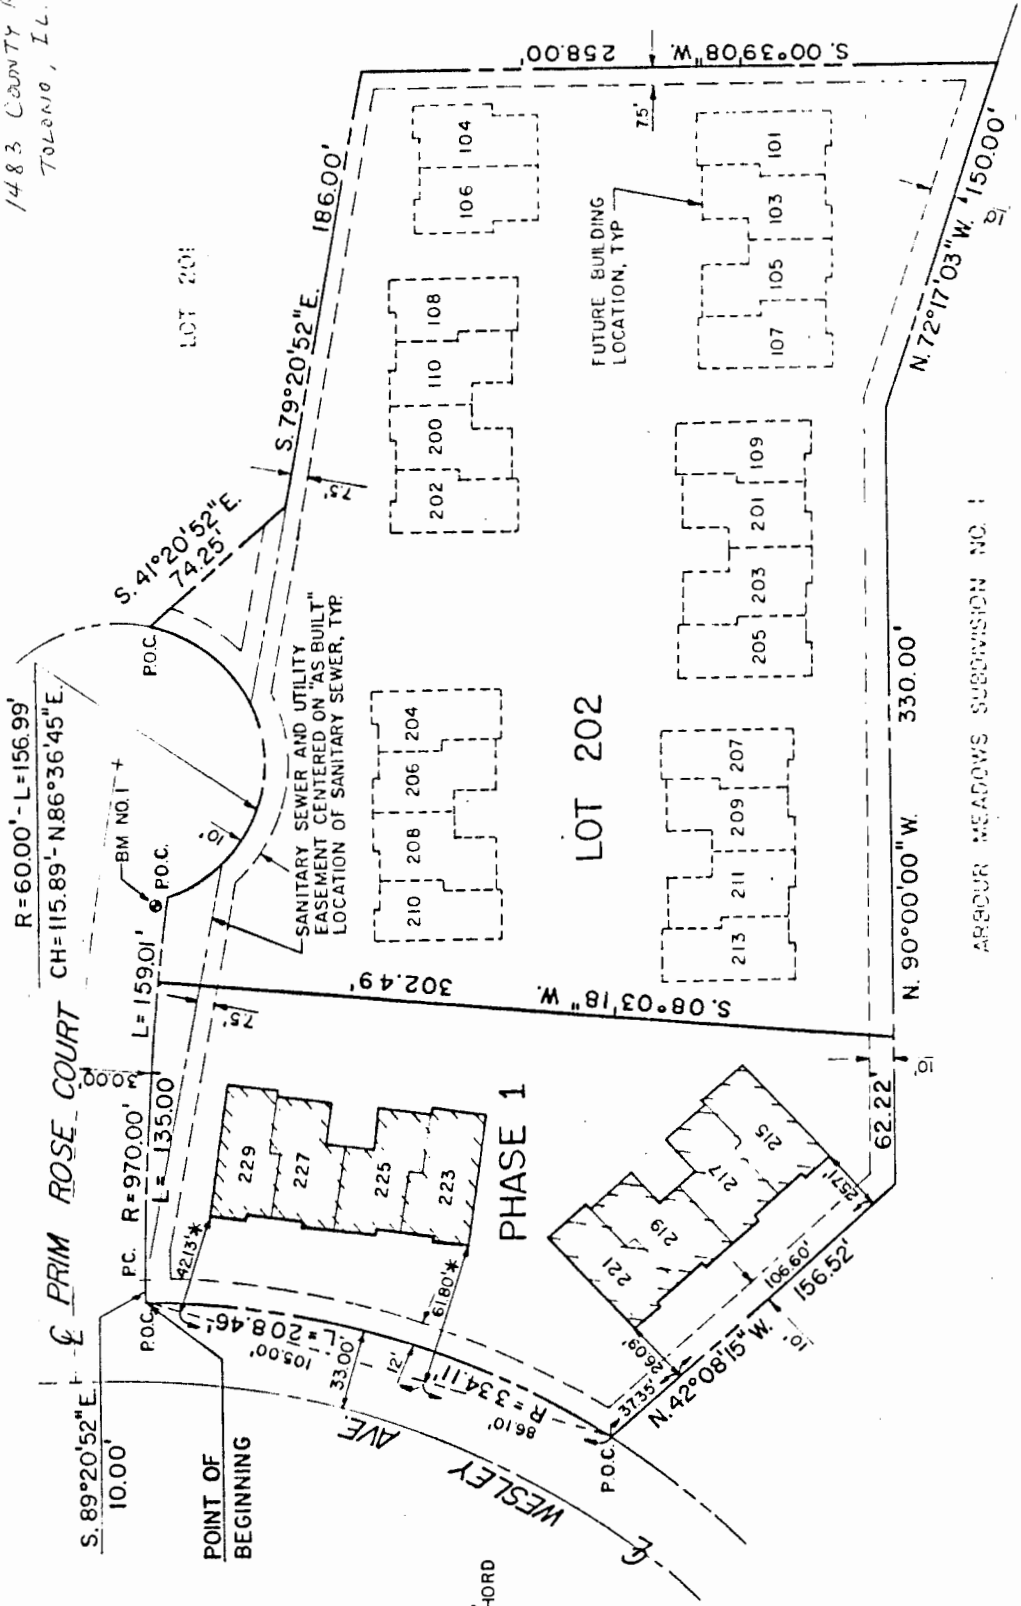 1483 COUNTY
TOLONO, IL.
R=60.00' - L=156.99'
CH=115.89'-N.86°36'45"E.
℄ PRIM ROSE COURT
S. 89°20'52"E.
10.00'
P.O.C.
P.C.
R=970.00'
L=159.01'
L=135.00'
30.00'
BM NO.1
P.O.C.
P.O.C.
S. 41°20'52"E.
74.25'
LOT 201
S. 79°20'52"E.
186.00'
S. 00°39'08"W.
258.00'
POINT OF
BEGINNING
10'
7.5'
7.5'
7.5'
SANITARY SEWER AND UTILITY
EASEMENT CENTERED ON "AS BUILT"
LOCATION OF SANITARY SEWER, TYP.
229
227
225
223
42.13'*
61.80'*
L=208.46'
105.00'
33.00'
12'
R=334.11'
86.10'
WESLEY AVE.
℄
PHASE 1
S. 08°03'18"W.
302.49'
210
208
206
204
202
200
110
108
106
104
FUTURE BUILDING
LOCATION, TYP
LOT 202
213
211
209
207
205
203
201
109
107
105
103
101
221
219
217
215
26.09'
25.71'
37.35'
106.60'
P.O.C.
N. 42°08'15"W.
156.52'
10'
62.22'
10'
N. 90°00'00"W.
330.00'
N. 72°17'03"W.
150.00'
10'
ARBOUR MEADOWS SUBDIVISION NO. 1
HORD